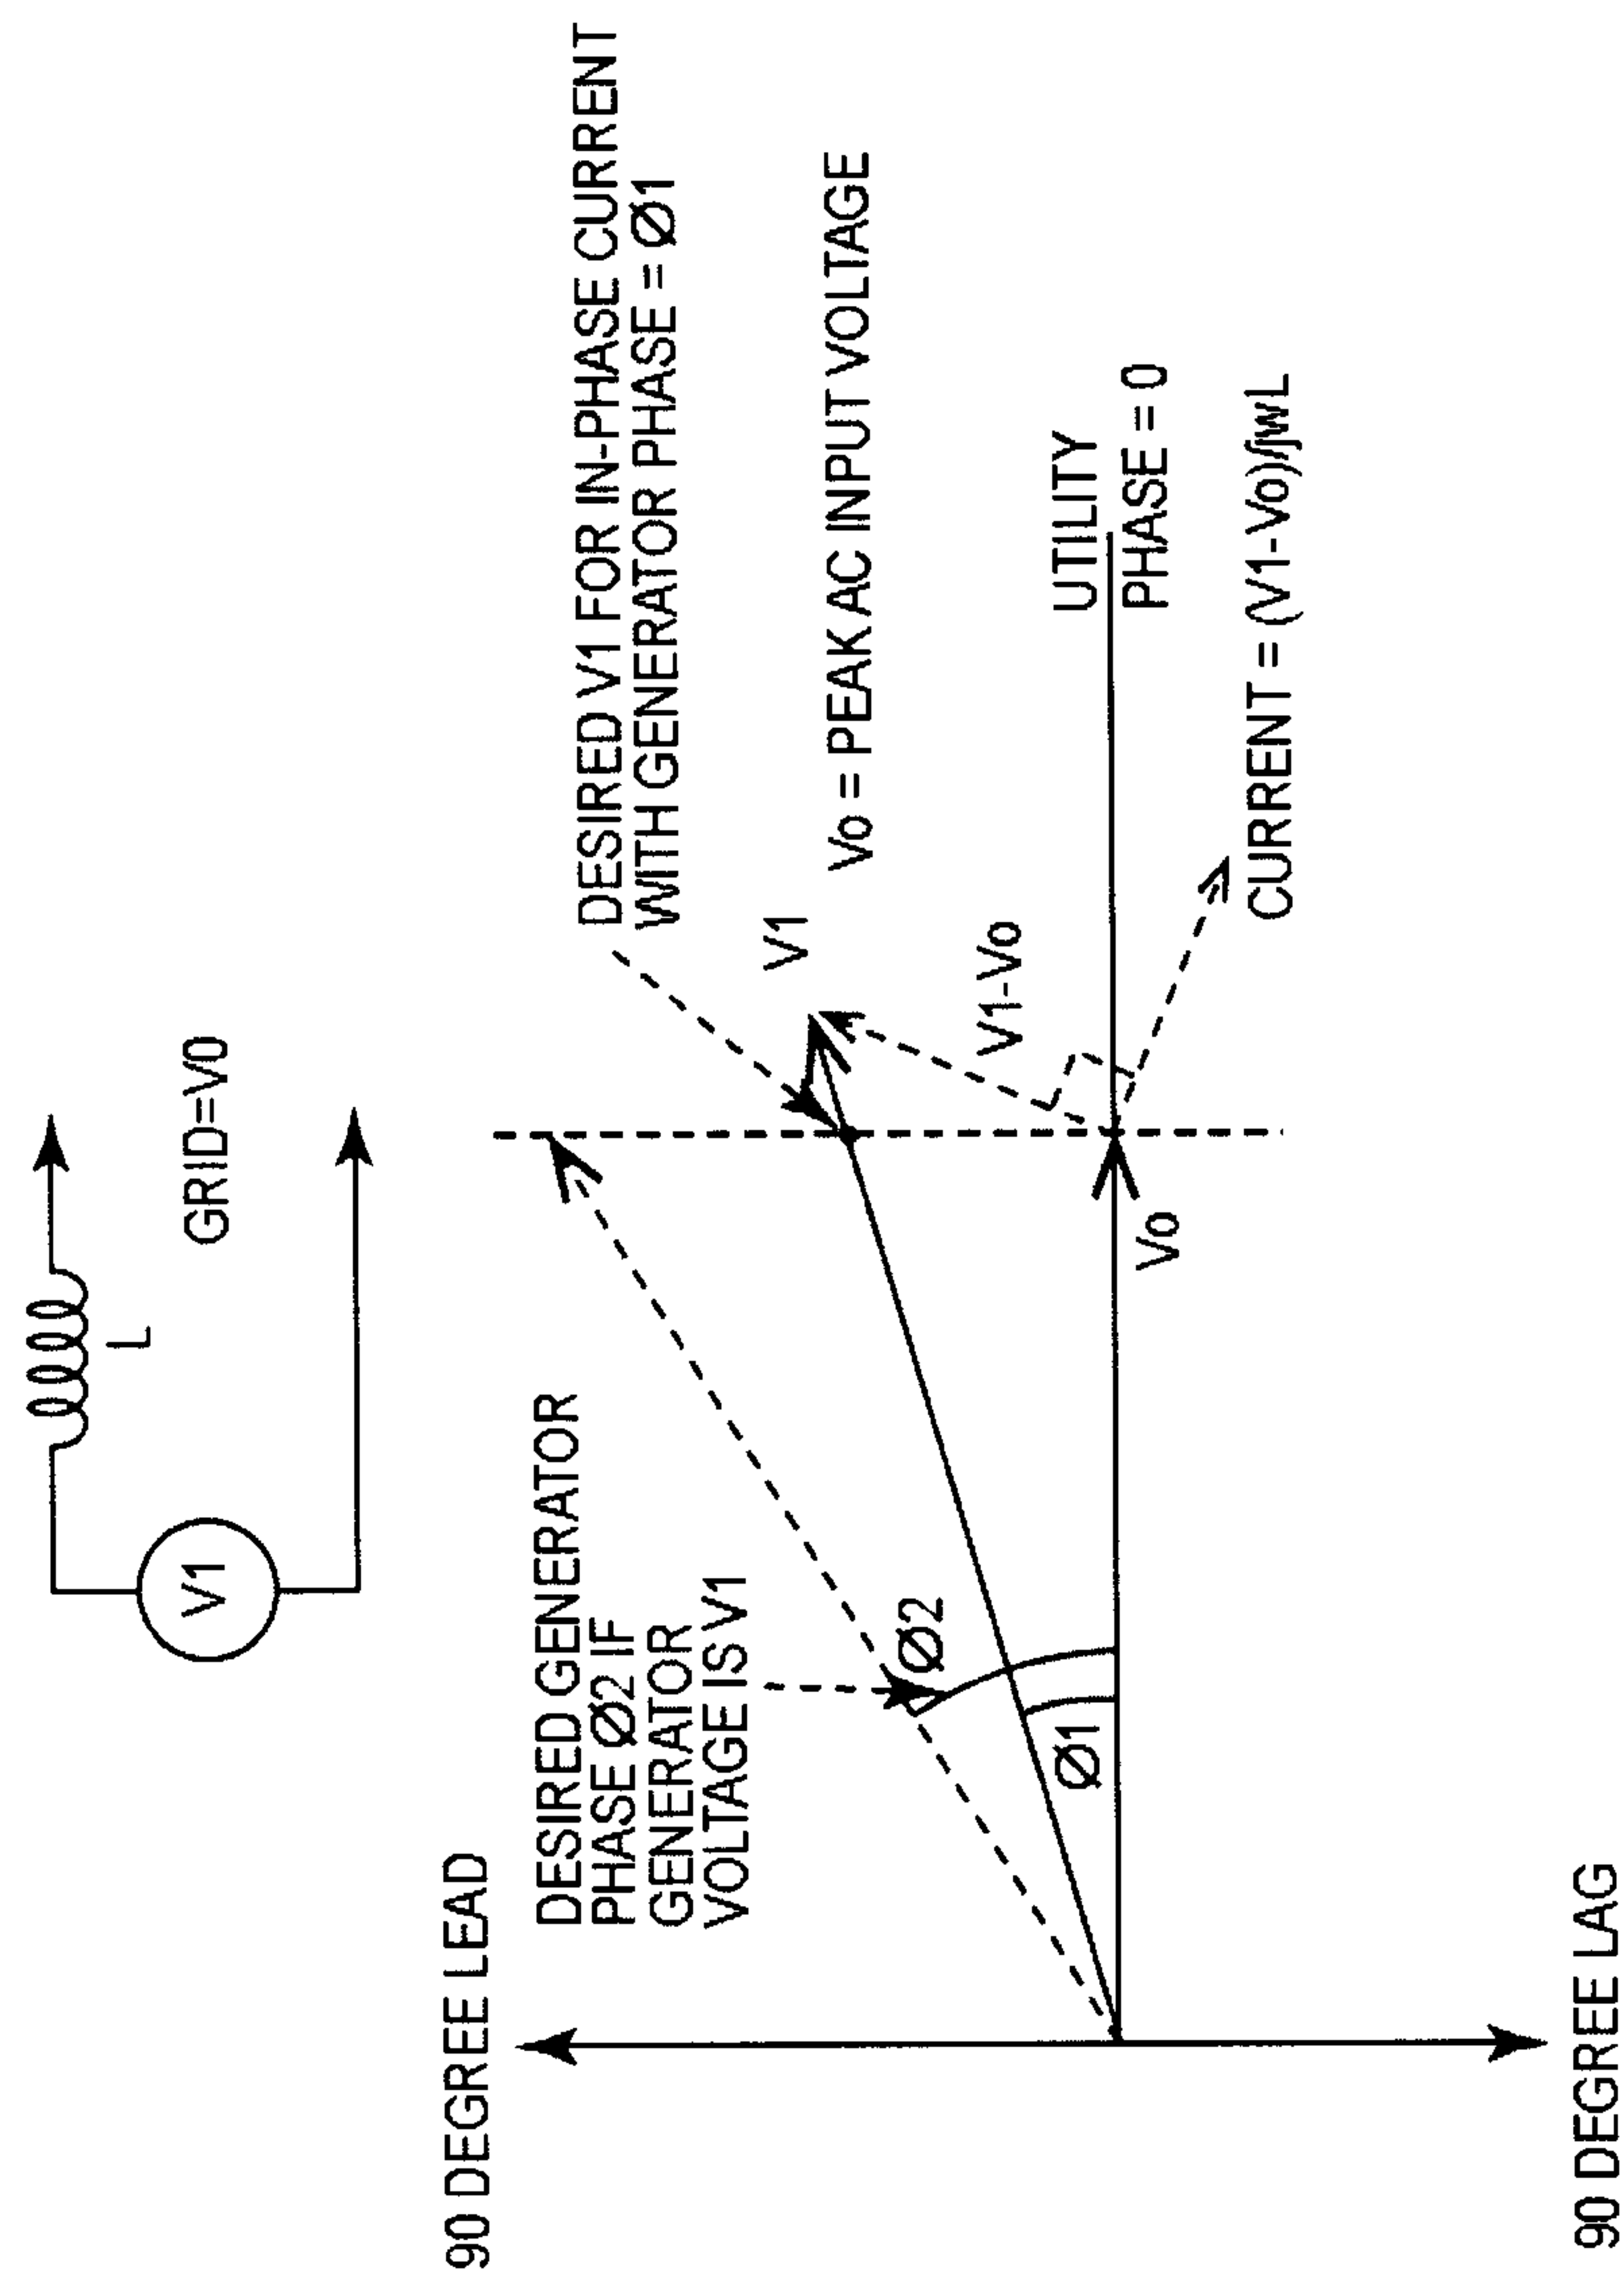 V1
L
GRID=V0
90 DEGREE LEAD
DESIRED GENERATOR
PHASE Ø2 IF
GENERATOR
VOLTAGE IS V1
DESIRED V1 FOR IN-PHASE CURRENT
WITH GENERATOR PHASE = Ø1
V1
Vo = PEAK AC INPUT VOLTAGE
Ø2
V1-Vo
Ø1
UTILITY
PHASE = 0
Vo
CURRENT = (V1-Vo)/jwL
90 DEGREE LAG